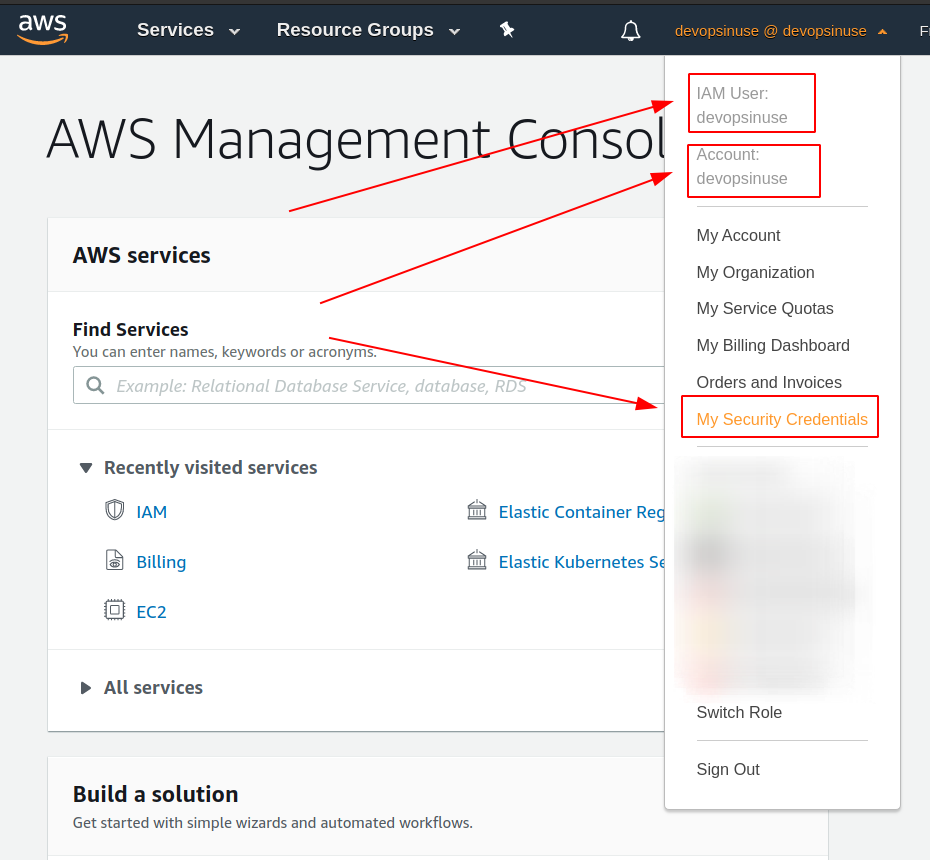 aws
Services
Resource Groups
devopsinuse @ devopsinuse
AWS Management Consol
IAM User:
devopsinuse
Account:
devopsinuse
My Account
My Organization
My Service Quotas
My Billing Dashboard
Orders and Invoices
My Security Credentials
Switch Role
Sign Out
AWS services
Find Services
You can enter names, keywords or acronyms.
Example: Relational Database Service, database, RDS
Recently visited services
IAM
Elastic Container Reg
Billing
Elastic Kubernetes Se
EC2
All services
Build a solution
Get started with simple wizards and automated workflows.